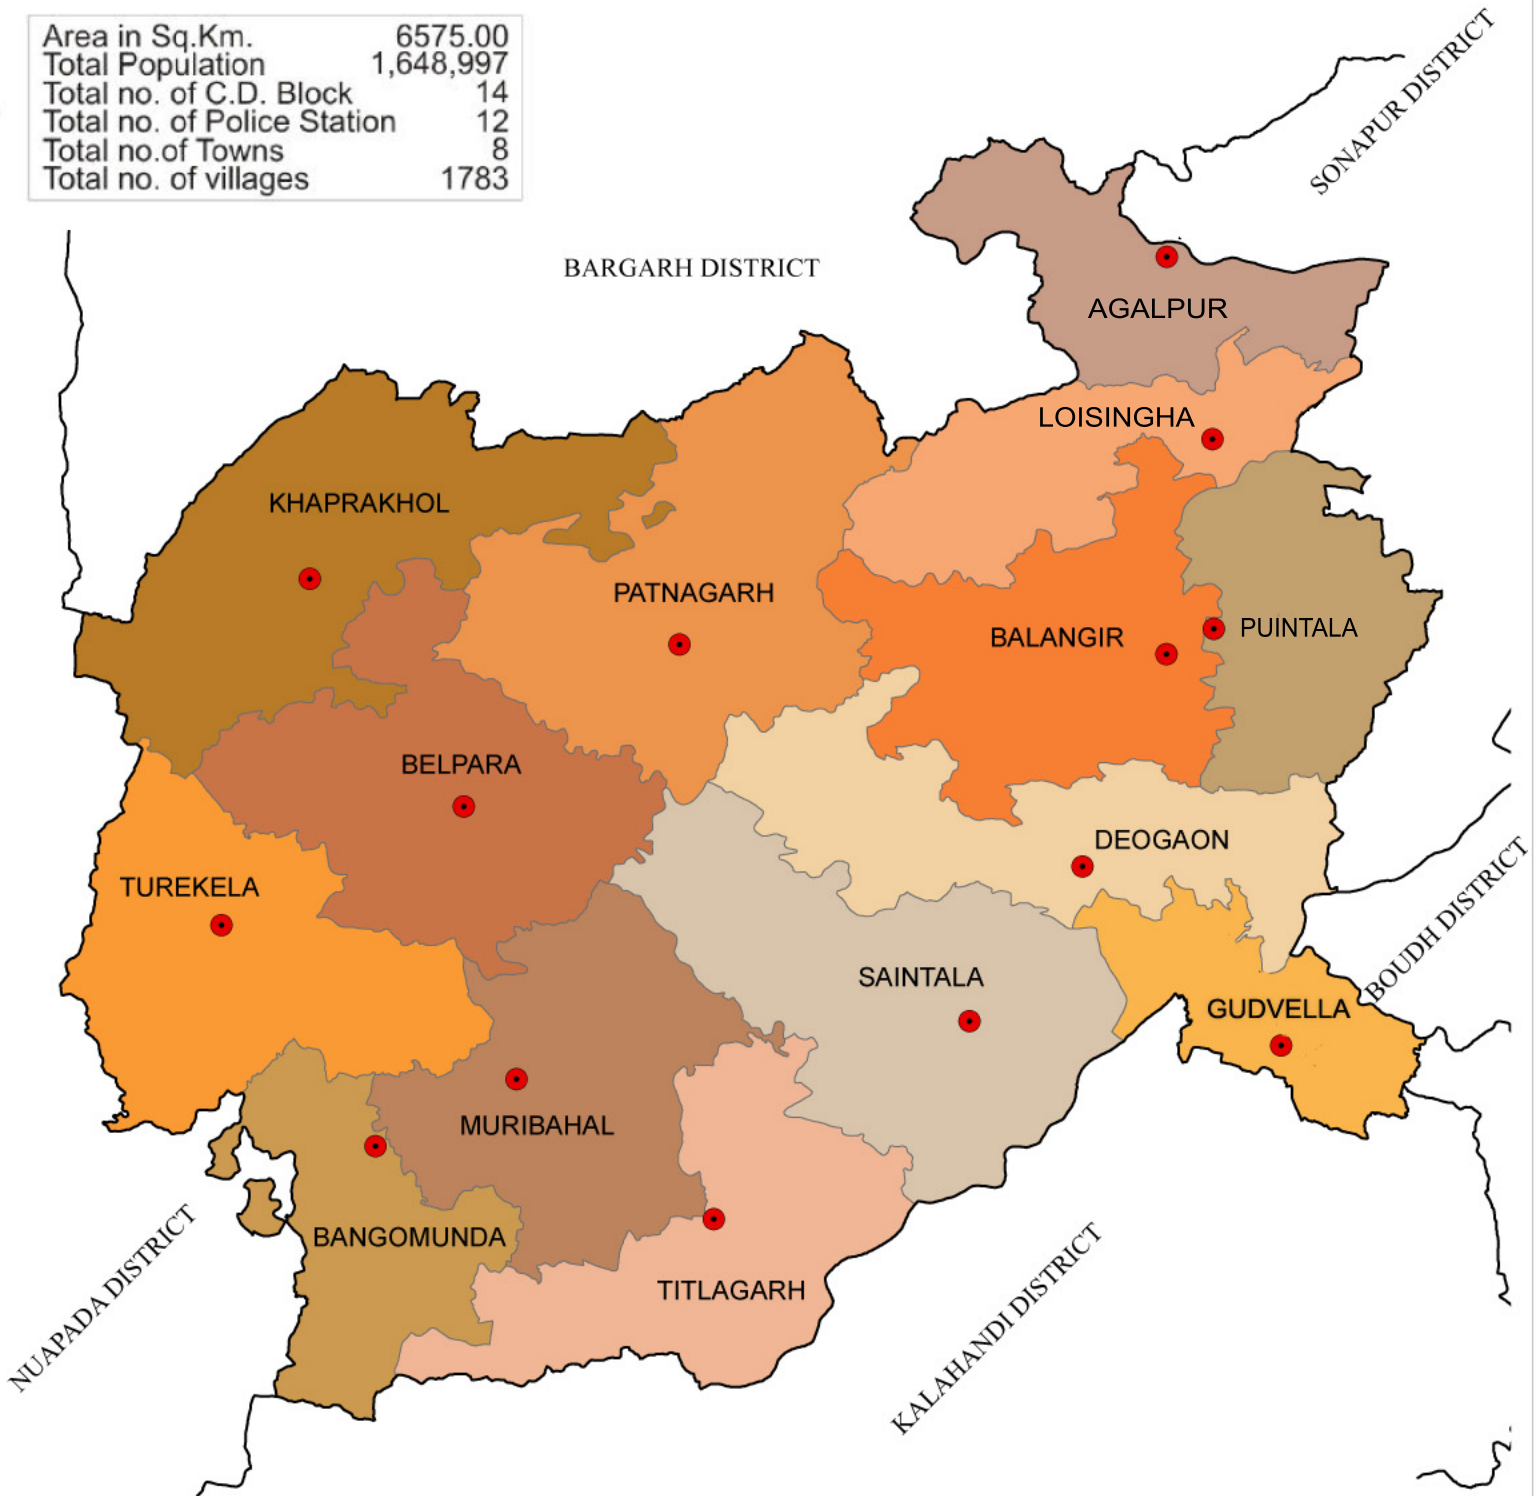 Area in Sq.Km. 6575.00
Total Population 1,648,997
Total no. of C.D. Block 14
Total no. of Police Station 12
Total no.of Towns 8
Total no. of villages 1783
SONAPUR DISTRICT
BARGARH DISTRICT
AGALPUR
LOISINGHA
KHAPRAKHOL
PATNAGARH
BALANGIR
PUINTALA
BELPARA
DEOGAON
TUREKELA
BOUDH DISTRICT
SAINTALA
GUDVELLA
MURIBAHAL
BANGOMUNDA
TITLAGARH
NUAPADA DISTRICT
KALAHANDI DISTRICT